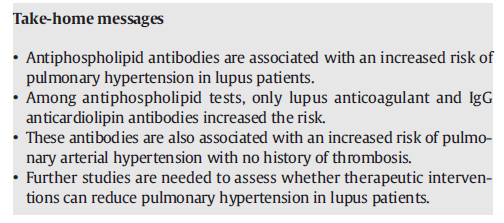 Take-home messages
• Antiphospholipid antibodies are associated with an increased risk of
pulmonary hypertension in lupus patients.
• Among antiphospholipid tests, only lupus anticoagulant and IgG
anticardiolipin antibodies increased the risk.
• These antibodies are also associated with an increased risk of pulmo-
nary arterial hypertension with no history of thrombosis.
• Further studies are needed to assess whether therapeutic interven-
tions can reduce pulmonary hypertension in lupus patients.